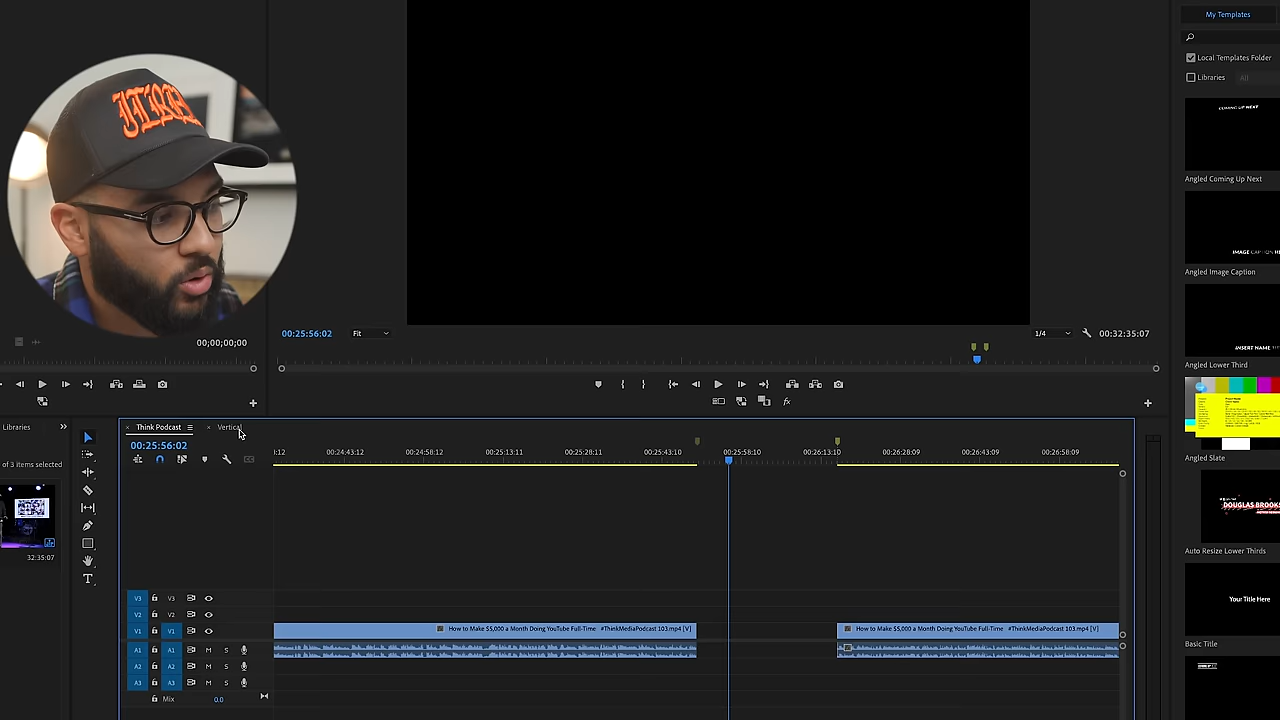 My Templates
Local Templates Folder
Libraries
All
COMING UP NEXT
Angled Coming Up Next
Angled Image Caption
INSERT NAME
Angled Lower Third
Angled Slate
DOUGLAS BROOKS
Auto Resize Lower Thirds
Your Title Here
Basic Title
00;00;00;00
00:25:56:02
Fit
1/4
00:32:35:07
Libraries
of 3 items selected
32:35:07
T
× Think Podcast
× Vertical
00:25:56:02
3:12
00:24:43:12
00:24:58:12
00:25:13:11
00:25:28:11
00:25:43:10
00:25:58:10
00:26:13:10
00:26:28:09
00:26:43:09
00:26:58:09
V3 V3
V2 V2
V1 V1
How to Make $5,000 a Month Doing YouTube Full-Time #ThinkMediaPodcast 103.mp4 [V]
How to Make $5,000 a Month Doing YouTube Full-Time #ThinkMediaPodcast 103.mp4 [V]
A1 A1 M S
A2 A2 M S
A3 A3 M S
Mix 0.0